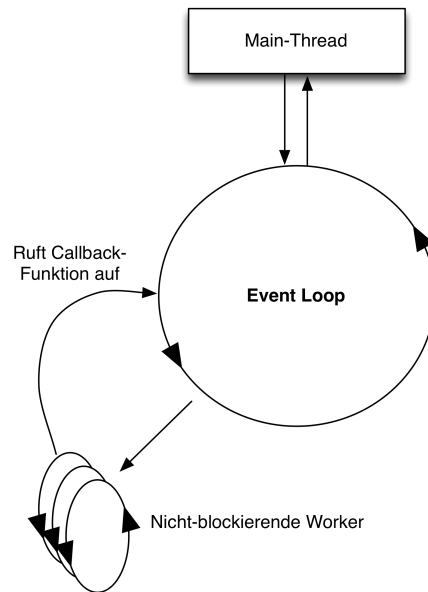 Main-Thread
Ruft Callback-
Funktion auf
Event Loop
Nicht-blockierende Worker